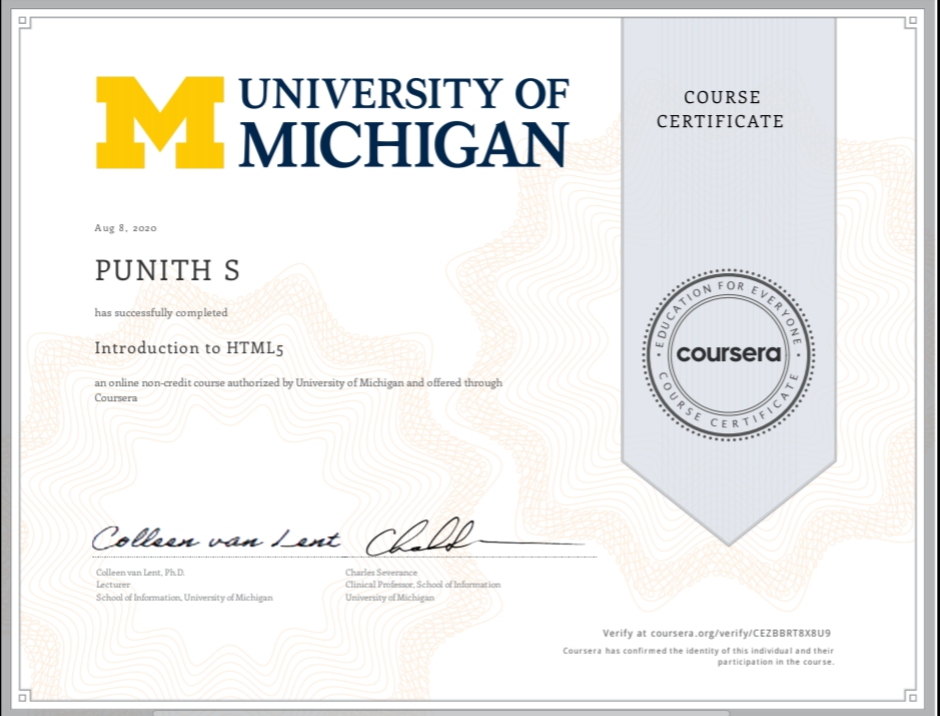 UNIVERSITY OF
MICHIGAN
COURSE
CERTIFICATE
Aug 8, 2020
PUNITH S
has successfully completed
Introduction to HTML5
an online non-credit course authorized by University of Michigan and offered through
Coursera
EDUCATION FOR EVERYONE
coursera
COURSE CERTIFICATE
Colleen van Lent
Colleen van Lent, Ph.D.
Lecturer
School of Information, University of Michigan
Charles Severance
Clinical Professor, School of Information
University of Michigan
Verify at coursera.org/verify/CEZBBRT8X8U9
Coursera has confirmed the identity of this individual and their
participation in the course.